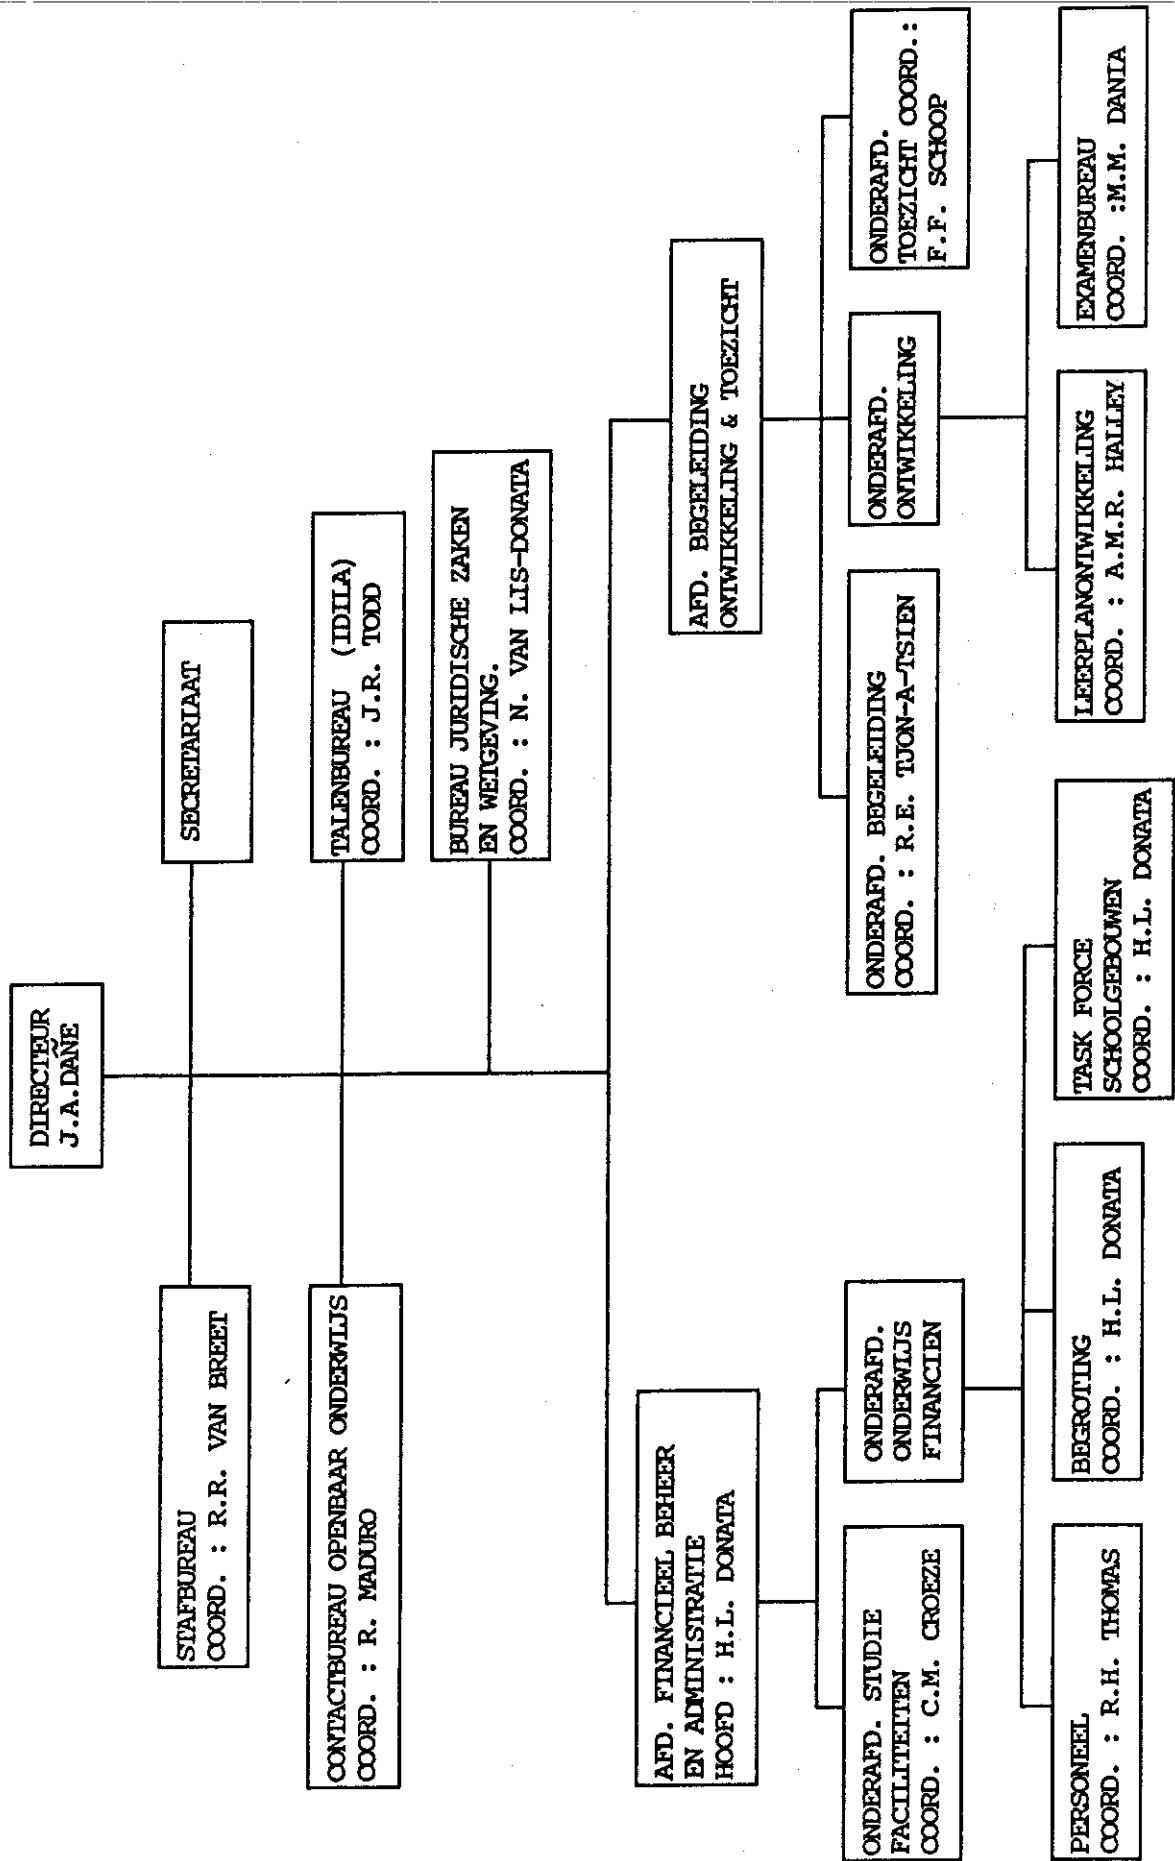 DIRECTEUR
J.A.DAÑE
STAFBUREAU
COORD. : R.R. VAN BREET
SECRETARIAAT
CONTACTBUREAU OPENBAAR ONDERWIJS
COORD. : R. MADURO
TALENBUREAU (IDILA)
COORD. : J.R. TODD
BUREAU JURIDISCHE ZAKEN
EN WETGEVING.
COORD. : N. VAN LIS-DONATA
AFD. FINANCIEEL BEHEER
EN ADMINISTRATIE
HOOFD : H.L. DONATA
AFD. BEGELEIDING
ONTWIKKELING & TOEZICHT
ONDERAFD. STUDIE
FACILITEITEN
COORD. : C.M. CROEZE
ONDERAFD.
ONDERWIJS
FINANCIEN
ONDERAFD. BEGELEIDING
COORD. : R.E. TJON-A-TSIEN
ONDERAFD.
ONTWIKKELING
ONDERAFD.
TOEZICHT COORD.:
F.F. SCHOOP
PERSONEEL
COORD. : R.H. THOMAS
BEGROTING
COORD. : H.L. DONATA
TASK FORCE
SCHOOLGEBOUWEN
COORD. : H.L. DONATA
LEERPLANONTWIKKELING
COORD. : A.M.R. HALLEY
EXAMENBUREAU
COORD. :M.M. DANIA